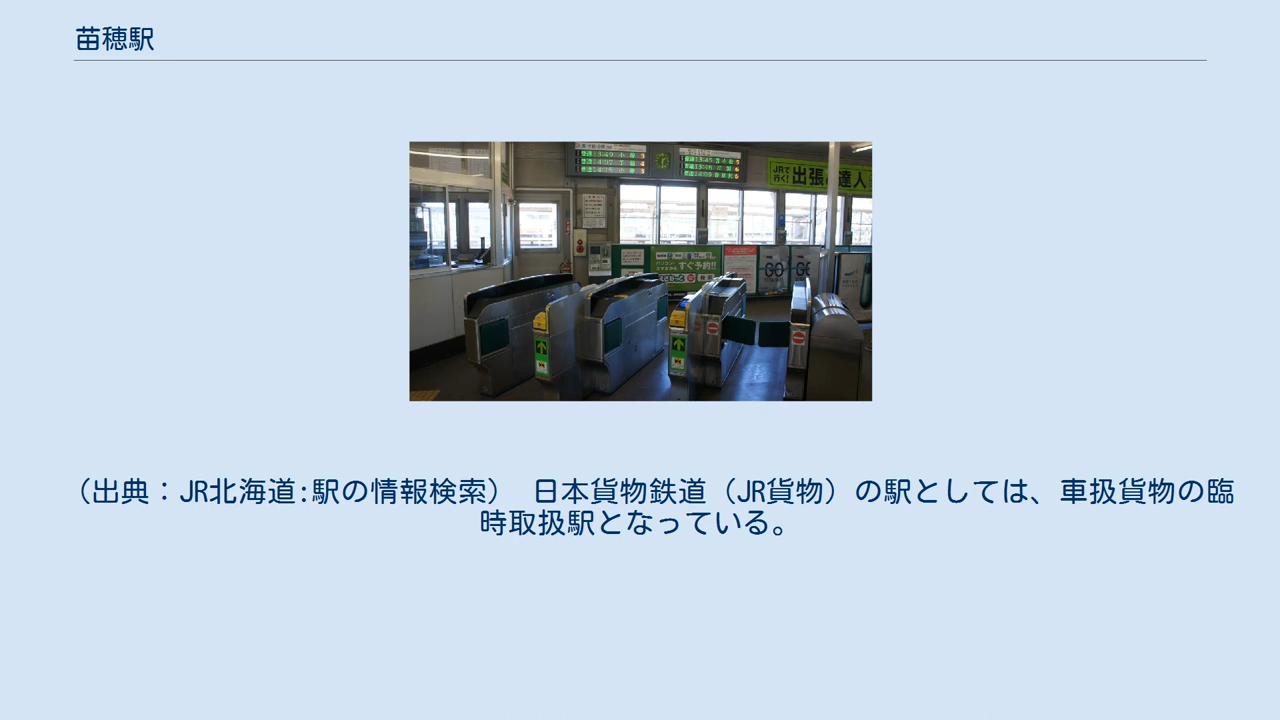 苗穂駅
JRで
行く!
出張
達人
すぐ予約!!
GO
（出典：JR北海道:駅の情報検索）　日本貨物鉄道（JR貨物）の駅としては、車扱貨物の臨
時取扱駅となっている。